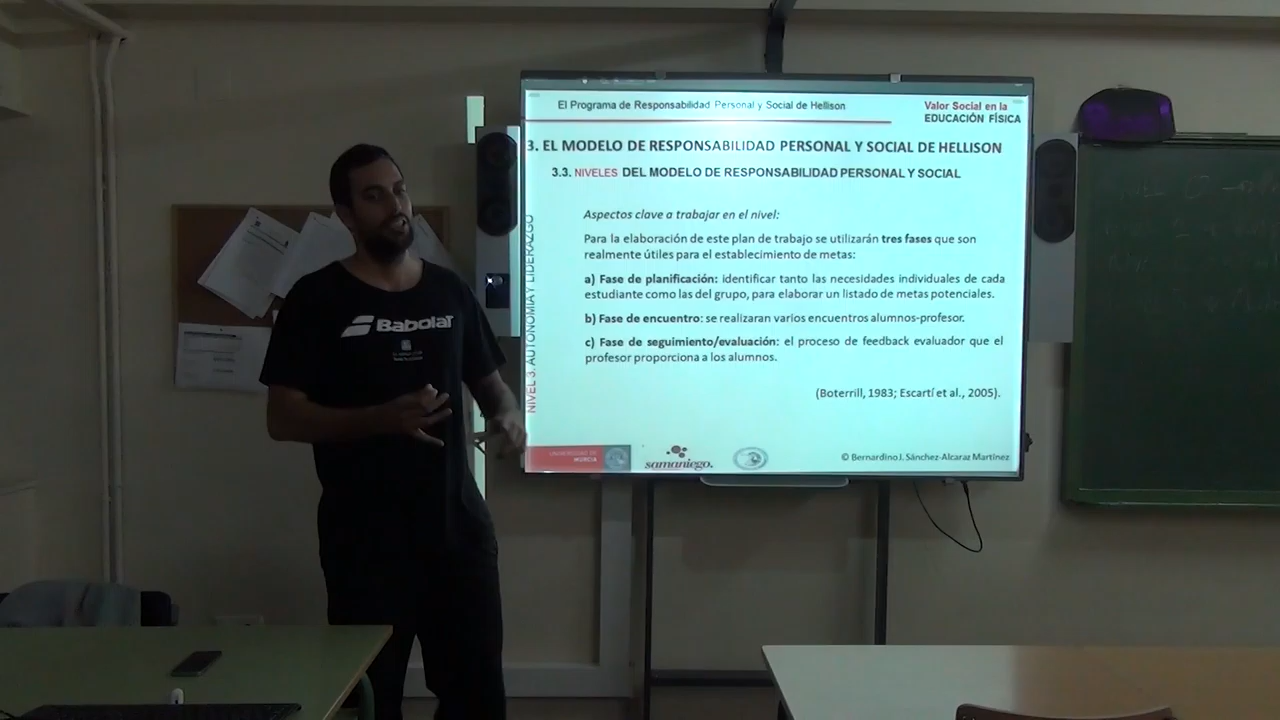 El Programa de Responsabilidad Personal y Social de Hellison
Valor Social en la
EDUCACIÓN FÍSICA
3. EL MODELO DE RESPONSABILIDAD PERSONAL Y SOCIAL DE HELLISON
3.3. NIVELES DEL MODELO DE RESPONSABILIDAD PERSONAL Y SOCIAL
NIVEL 3. AUTONOMÍA Y LIDERAZGO
Aspectos clave a trabajar en el nivel:
Para la elaboración de este plan de trabajo se utilizarán tres fases que son
realmente útiles para el establecimiento de metas:
a) Fase de planificación: identificar tanto las necesidades individuales de cada
estudiante como las del grupo, para elaborar un listado de metas potenciales.
b) Fase de encuentro: se realizaran varios encuentros alumnos-profesor.
c) Fase de seguimiento/evaluación: el proceso de feedback evaluador que el
profesor proporciona a los alumnos.
(Boterrill, 1983; Escartí et al., 2005).
UNIVERSIDAD DE
MURCIA
samaniego.
© Bernardino J. Sánchez-Alcaraz Martínez
Babolat